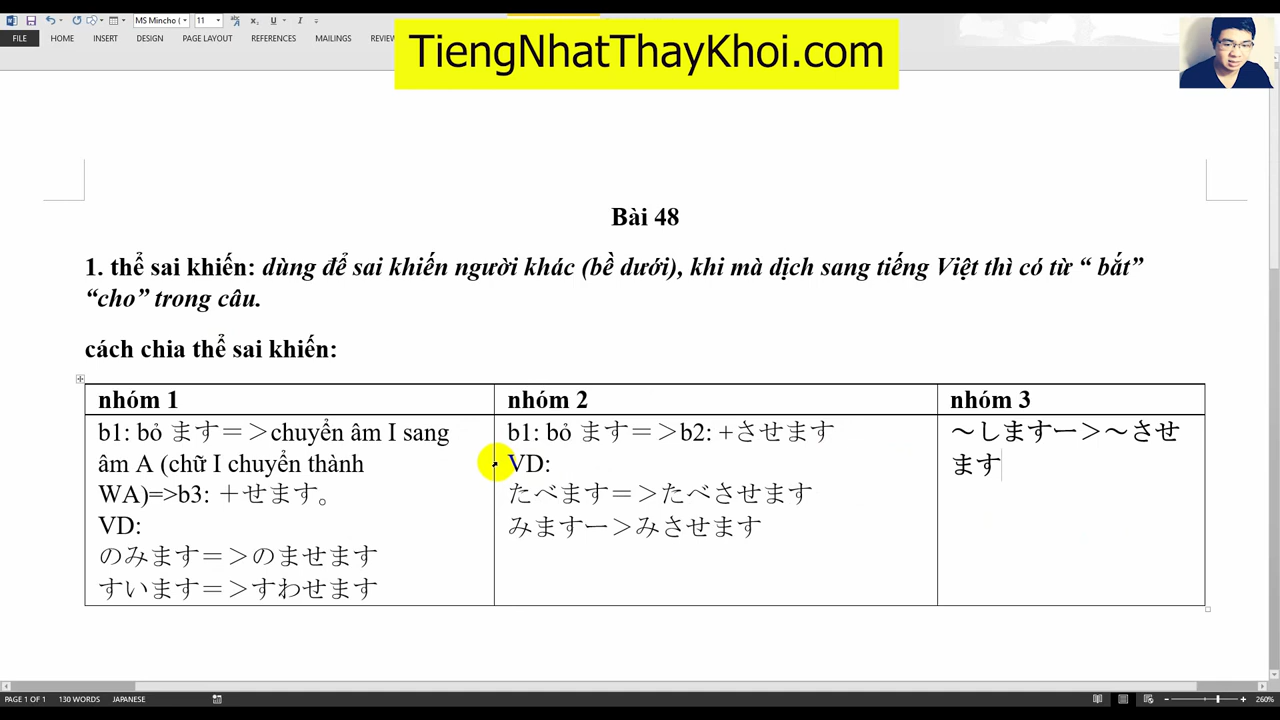 MS Mincho (
11
FILE
HOME
INSERT
DESIGN
PAGE LAYOUT
REFERENCES
MAILINGS
TiengNhatThayKhoi.com
Bài 48
1. thể sai khiến: dùng để sai khiến người khác (bề dưới), khi mà dịch sang tiếng Việt thì có từ “ bắt”
“cho” trong câu.
cách chia thể sai khiến:
nhóm 1
b1: bỏ ます＝＞chuyển âm I sang
âm A (chữ I chuyển thành
WA)=>b3: ＋せます。
VD:
のみます＝＞のませます
すいます＝＞すわせます
nhóm 2
b1: bỏ ます＝＞b2: +させます
VD:
たべます＝＞たべさせます
みますー＞みさせます
nhóm 3
～しますー＞～させ
ます
PAGE 1 OF 1
130 WORDS
JAPANESE
260%